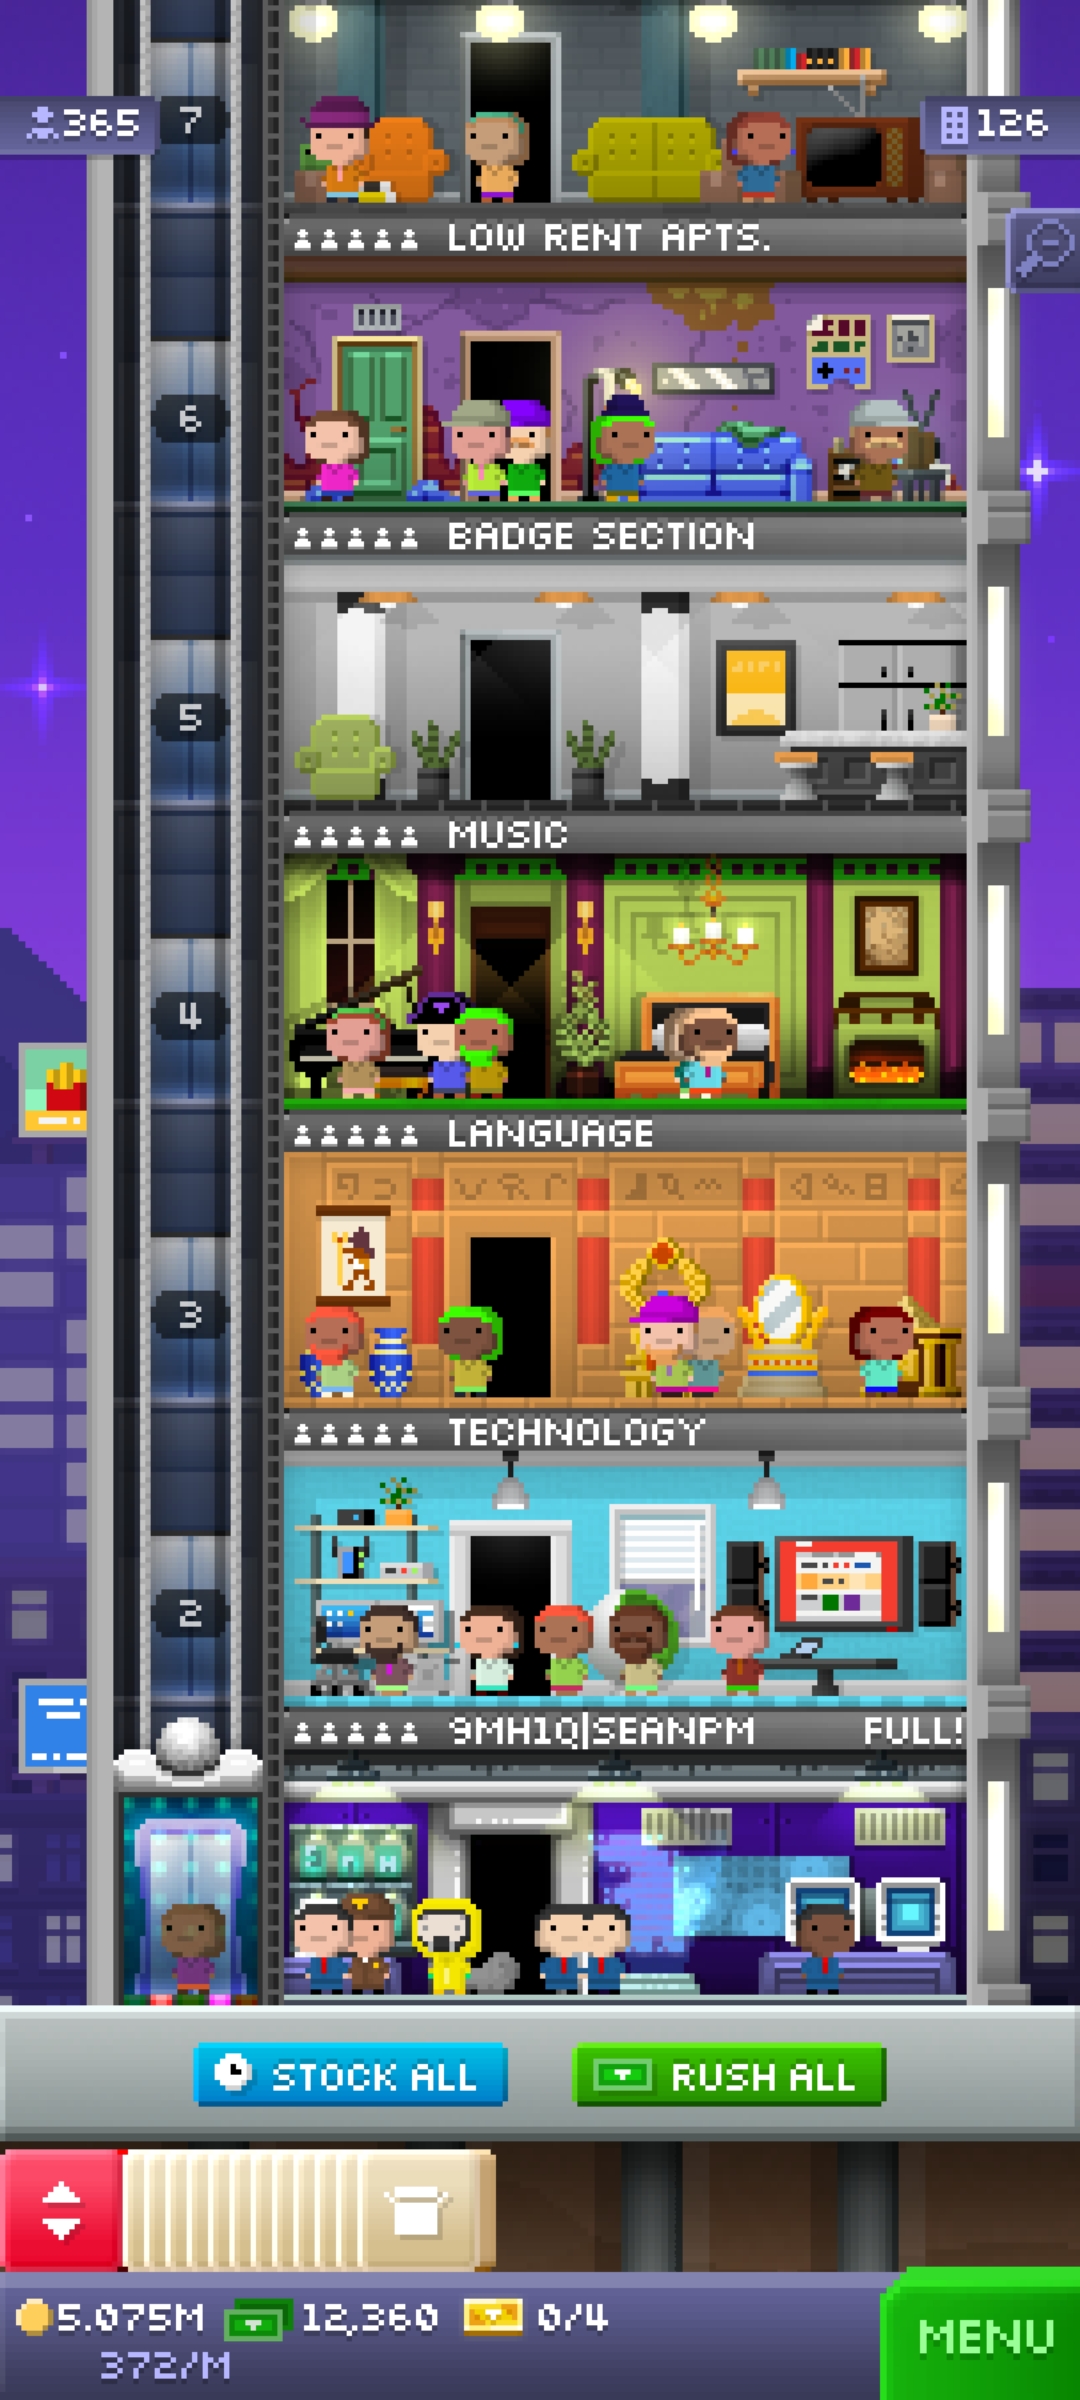 7
365
126
LOW RENT APTS.
6
BADGE SECTION
5
MUSIC
4
LANGUAGE
3
TECHNOLOGY
2
9MH1Q|SEANPM FULL!
STOCK ALL
RUSH ALL
5.075M 12,360 0/4
372/M
MENU